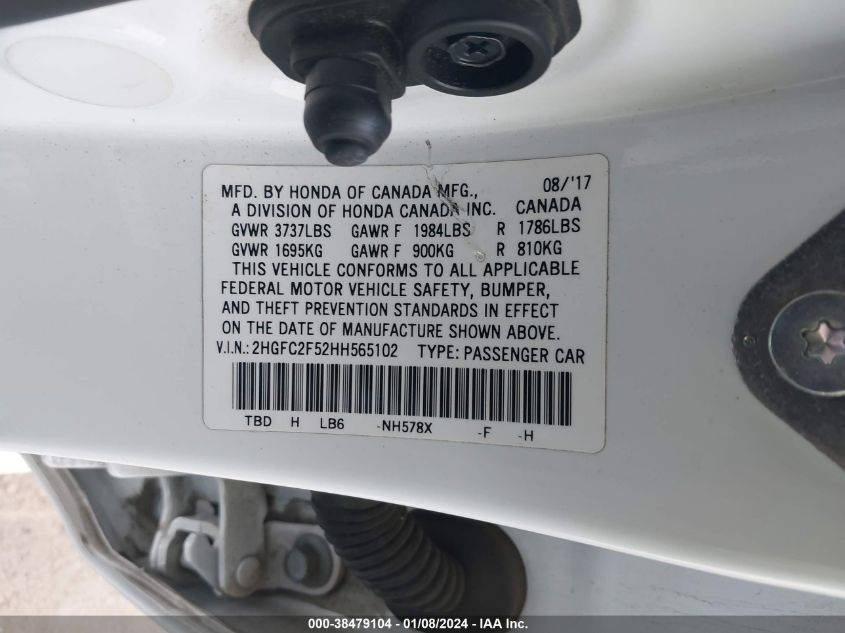 MFD. BY HONDA OF CANADA MFG., 08/'17
A DIVISION OF HONDA CANADA INC. CANADA
GVWR 3737LBS GAWR F 1984LBS R 1786LBS
GVWR 1695KG GAWR F 900KG R 810KG
THIS VEHICLE CONFORMS TO ALL APPLICABLE
FEDERAL MOTOR VEHICLE SAFETY, BUMPER,
AND THEFT PREVENTION STANDARDS IN EFFECT
ON THE DATE OF MANUFACTURE SHOWN ABOVE.
V.I.N.: 2HGFC2F52HH565102 TYPE: PASSENGER CAR
TBD H LB6 -NH578X -F -H
000-38479104 - 01/08/2024 - IAA Inc.